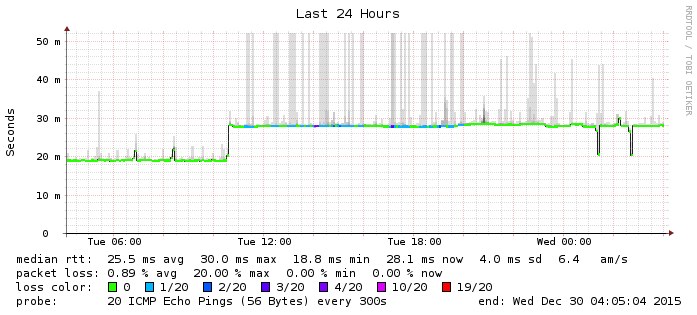 Last 24 Hours
RRDTOOL / TOBI OETIKER
Seconds
50 m
40 m
30 m
20 m
10 m
0
Tue 06:00 Tue 12:00 Tue 18:00 Wed 00:00
median rtt: 25.5 ms avg 30.0 ms max 18.8 ms min 28.1 ms now 4.0 ms sd 6.4 am/s
packet loss: 0.89 % avg 20.00 % max 0.00 % min 0.00 % now
loss color: 0 1/20 2/20 3/20 4/20 10/20 19/20
probe: 20 ICMP Echo Pings (56 Bytes) every 300s end: Wed Dec 30 04:05:04 2015